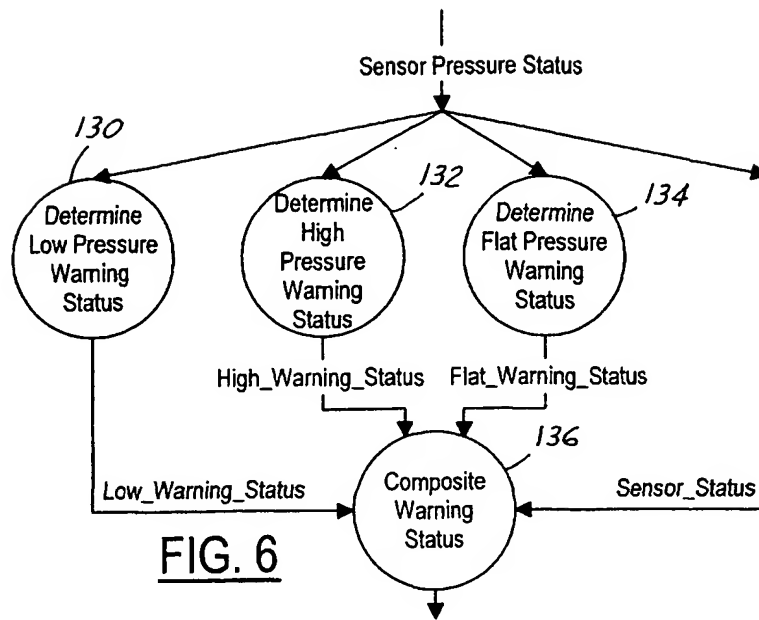 Sensor Pressure Status
130
132
134
Determine
Low Pressure
Warning
Status
Determine
High
Pressure
Warning
Status
Determine
Flat Pressure
Warning
Status
High_Warning_Status
Flat_Warning_Status
136
Composite
Warning
Status
Low_Warning_Status
Sensor_Status
FIG. 6